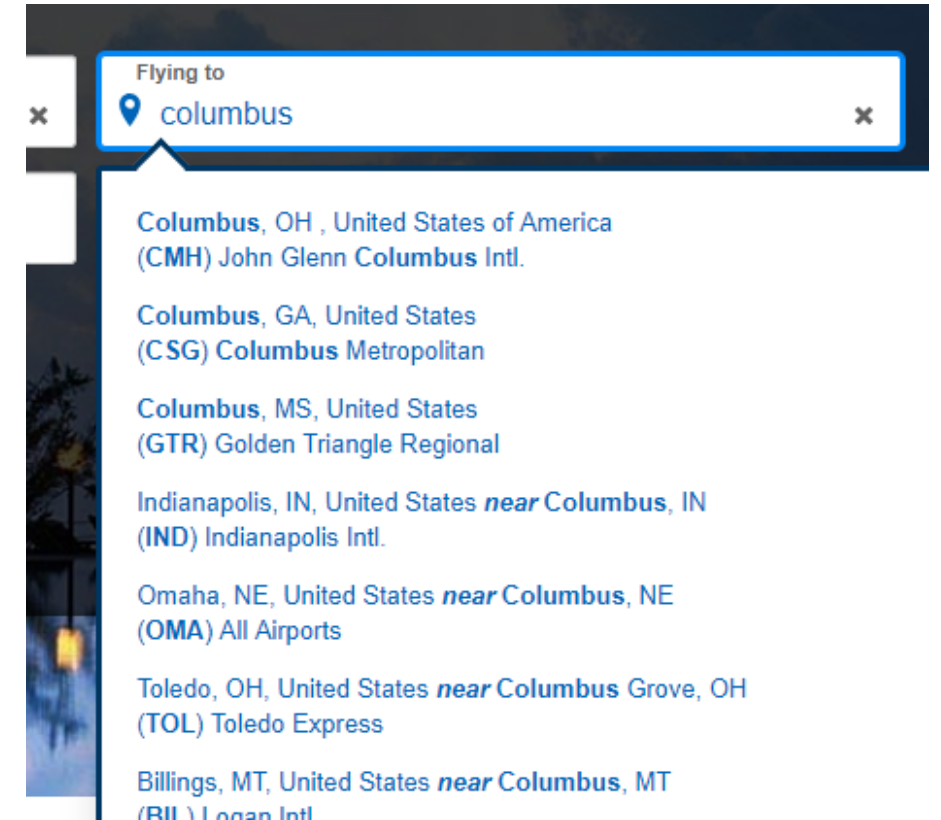 Flying to
columbus
Columbus, OH , United States of America
(CMH) John Glenn Columbus Intl.
Columbus, GA, United States
(CSG) Columbus Metropolitan
Columbus, MS, United States
(GTR) Golden Triangle Regional
Indianapolis, IN, United States near Columbus, IN
(IND) Indianapolis Intl.
Omaha, NE, United States near Columbus, NE
(OMA) All Airports
Toledo, OH, United States near Columbus Grove, OH
(TOL) Toledo Express
Billings, MT, United States near Columbus, MT
(BIL) Logan Intl